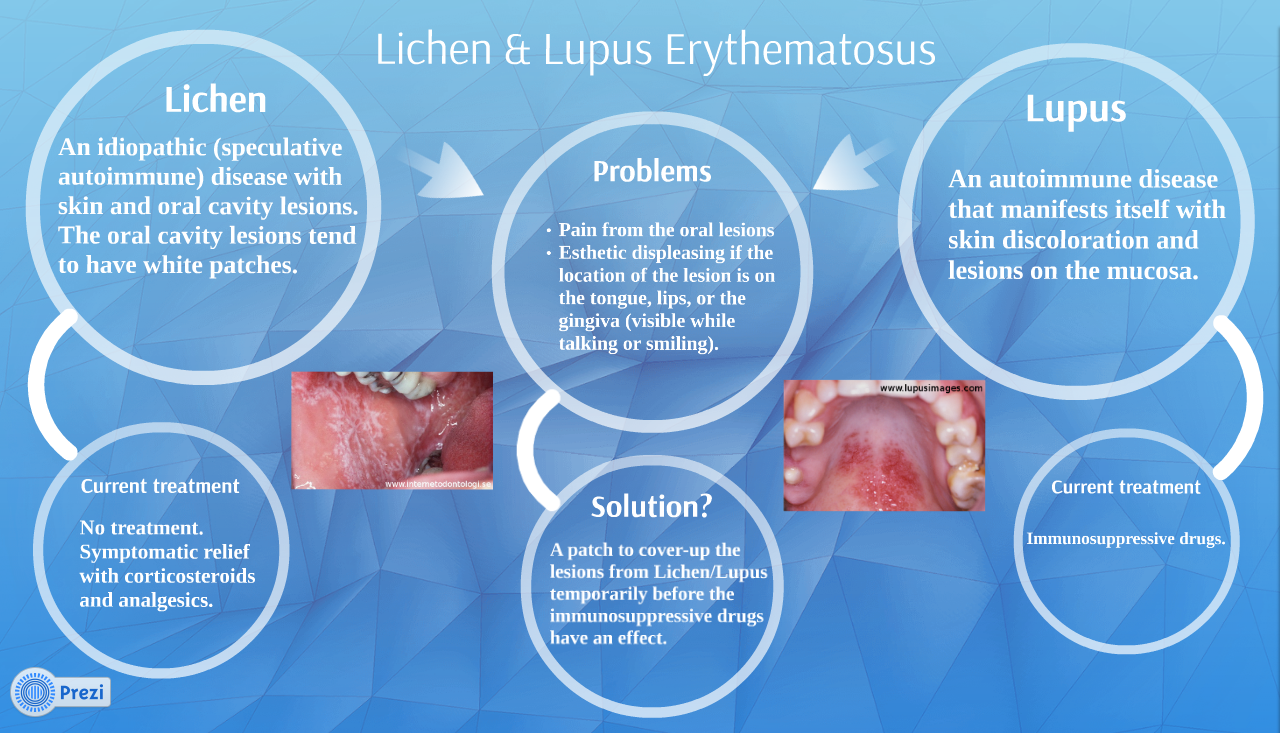 Lichen & Lupus Erythematosus
Lichen
An idiopathic (speculative
autoimmune) disease with
skin and oral cavity lesions.
The oral cavity lesions tend
to have white patches.
Current treatment
No treatment.
Symptomatic relief
with corticosteroids
and analgesics.
www.internetodontologi.se
Problems
• Pain from the oral lesions
• Esthetic displeasing if the
location of the lesion is on
the tongue, lips, or the
gingiva (visible while
talking or smiling).
Solution?
A patch to cover-up the
lesions from Lichen/Lupus
temporarily before the
immunosuppressive drugs
have an effect.
www.lupusimages.com
Lupus
An autoimmune disease
that manifests itself with
skin discoloration and
lesions on the mucosa.
Current treatment
Immunosuppressive drugs.
Prezi